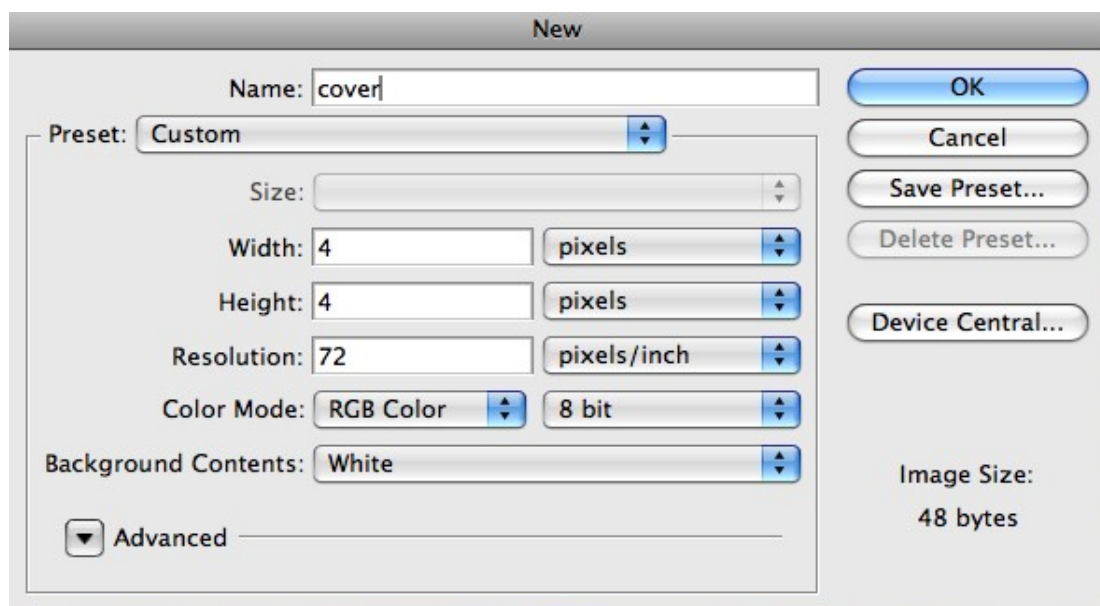 New
Name: cover
OK
Preset: Custom
Cancel
Size:
Save Preset...
Width: 4 pixels
Delete Preset...
Height: 4 pixels
Device Central...
Resolution: 72 pixels/inch
Color Mode: RGB Color 8 bit
Background Contents: White
Image Size:
48 bytes
Advanced